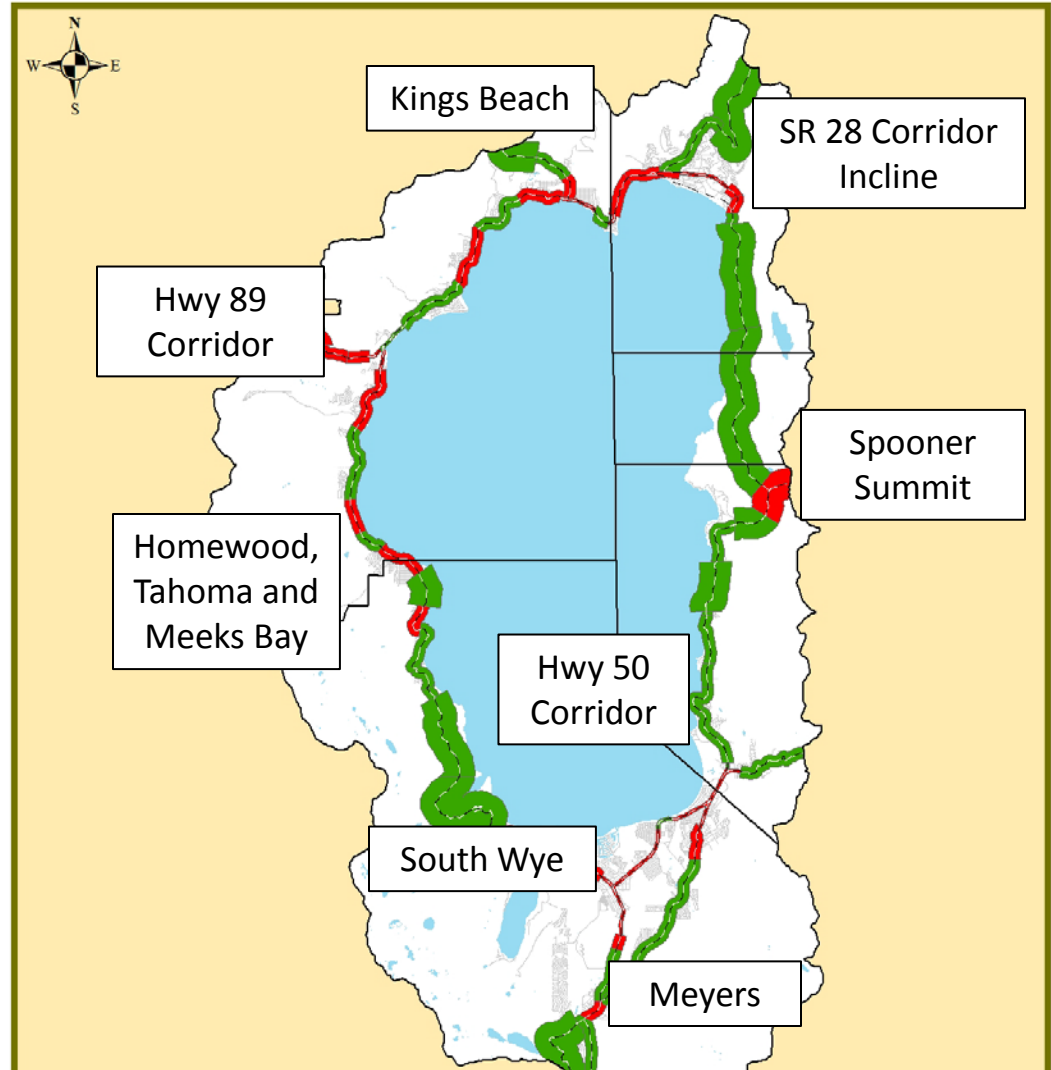 N
W
E
S
Kings Beach
SR 28 Corridor
Incline
Hwy 89
Corridor
Spooner
Summit
Homewood,
Tahoma and
Meeks Bay
Hwy 50
Corridor
South Wye
Meyers